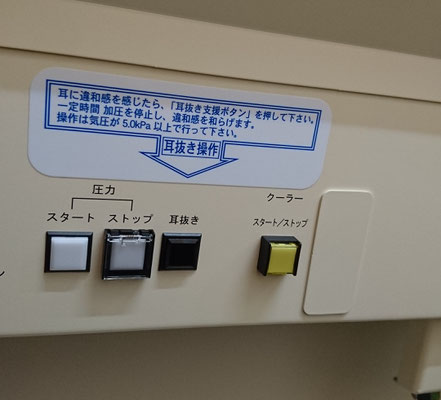 耳に違和感を感じたら、「耳抜き支援ボタン」を押して下さい。
一定時間 加圧を停止し、違和感を和らげます。
操作は気圧が 5.0kPa 以上で行って下さい。
耳抜き操作
圧力
スタート ストップ 耳抜き
クーラー
スタート/ストップ